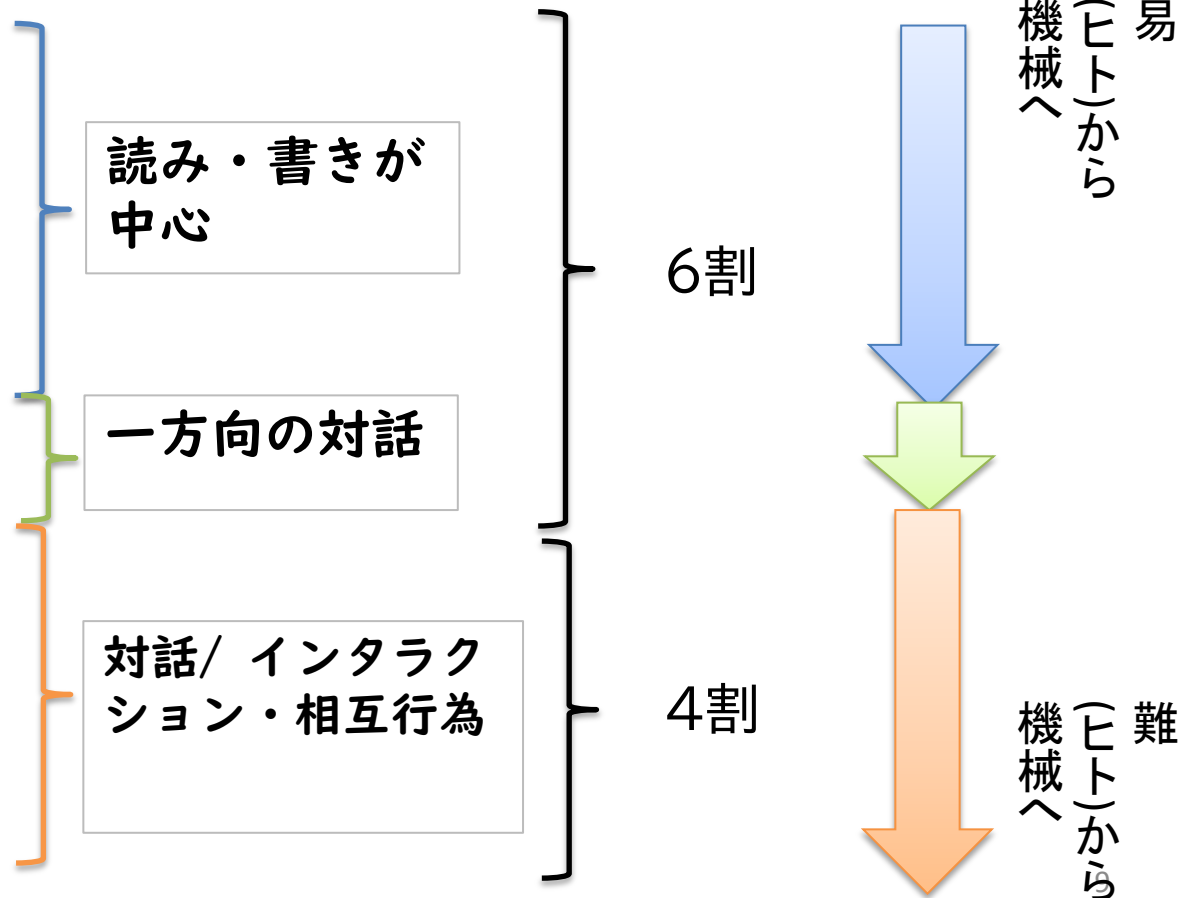 読み・書きが
中心
一方向の対話
対話/ インタラク
ション・相互行為
6割
4割
易
(ヒト)から
機械へ
難
(ヒト)から
機械へ
9